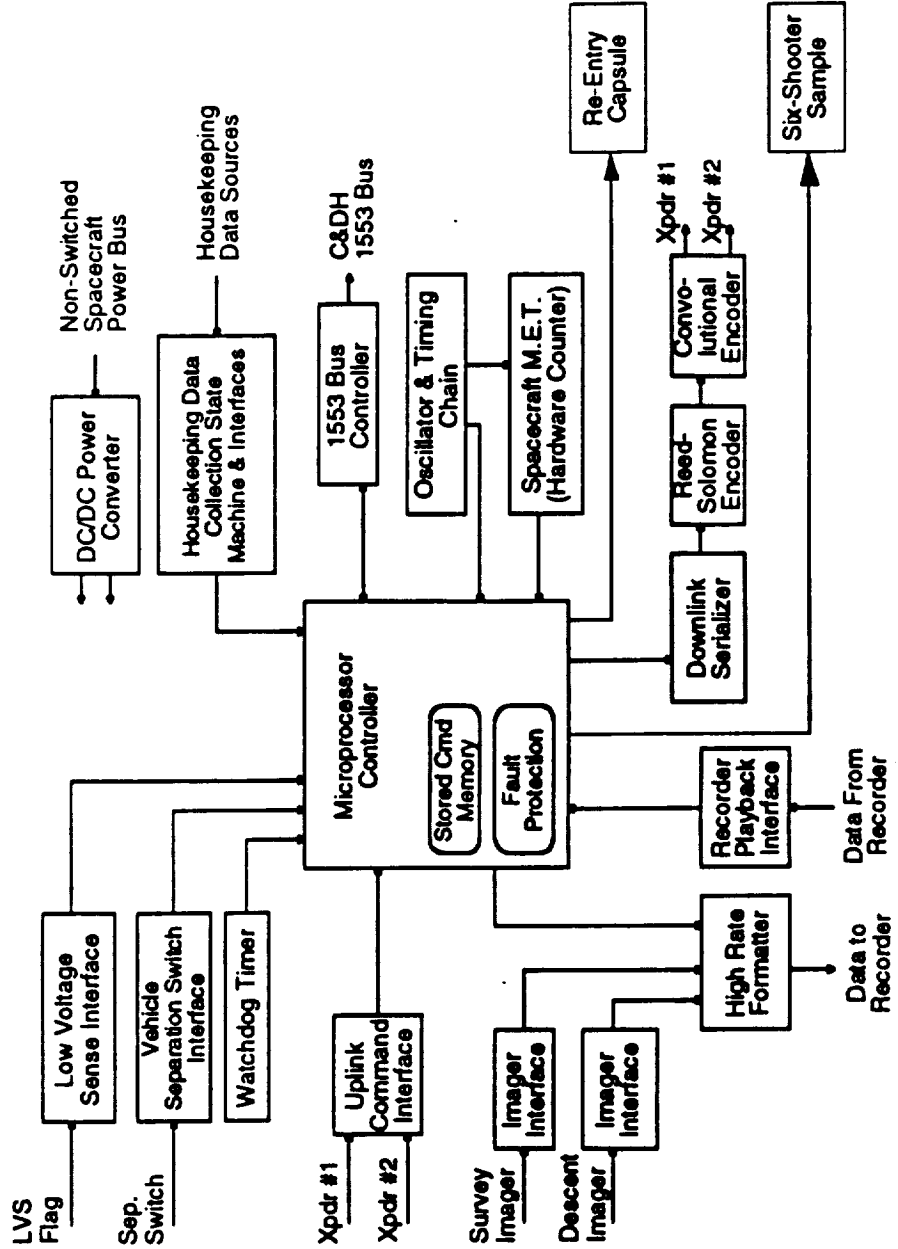 LVS
Flag
Low Voltage
Sense Interface
Sep.
Switch
Vehicle
Separation Switch
Interface
Watchdog Timer
Non-Switched
Spacecraft
Power Bus
DC/DC Power
Converter
Housekeeping Data
Collection State
Machine & Interfaces
Housekeeping
Data Sources
Xpdr #1
Xpdr #2
Uplink
Command
Interface
Microprocessor
Controller
Stored Cmd
Memory
Fault
Protection
1553 Bus
Controller
C&DH
1553 Bus
Oscillator & Timing
Chain
Spacecraft M.E.T.
(Hardware Counter)
Re-Entry
Capsule
Survey
Imager
Imager
Interface
Descent
Imager
Imager
Interface
High Rate
Formatter
Data to
Recorder
Recorder
Playback
Interface
Data From
Recorder
Downlink
Serializer
Reed-
Solomon
Encoder
Convo-
lutional
Encoder
Xpdr #1
Xpdr #2
Six-Shooter
Sample